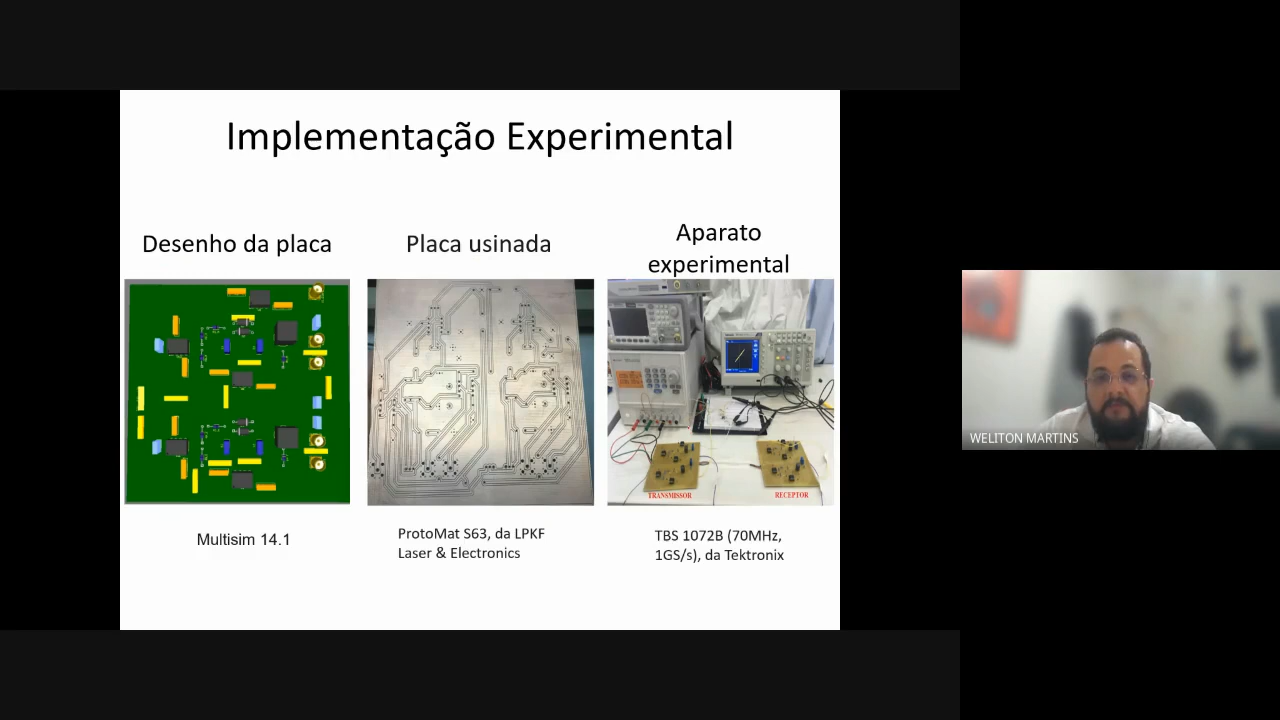 Implementação Experimental
Desenho da placa
Placa usinada
Aparato
experimental
TRANSMISSOR
RECEPTOR
Multisim 14.1
ProtoMat S63, da LPKF
Laser & Electronics
TBS 1072B (70MHz,
1GS/s), da Tektronix
WELITON MARTINS